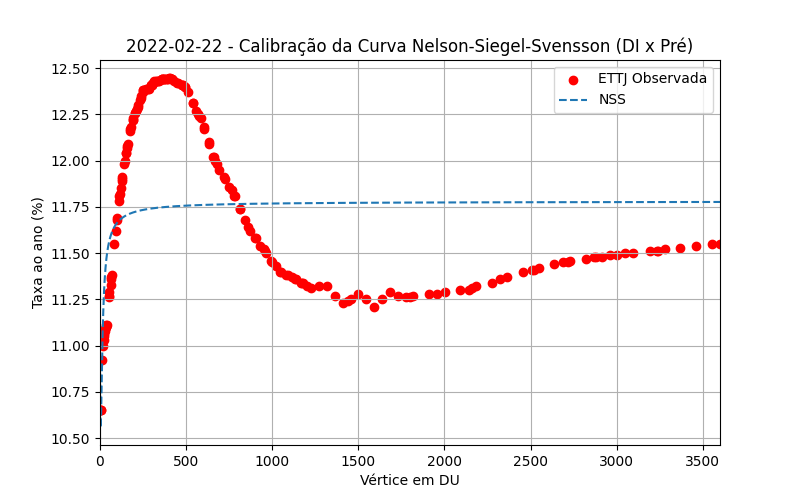 2022-02-22 - Calibração da Curva Nelson-Siegel-Svensson (DI x Pré)
ETTJ Observada
NSS
Taxa ao ano (%)
12.50
12.25
12.00
11.75
11.50
11.25
11.00
10.75
10.50
0 500 1000 1500 2000 2500 3000 3500
Vértice em DU